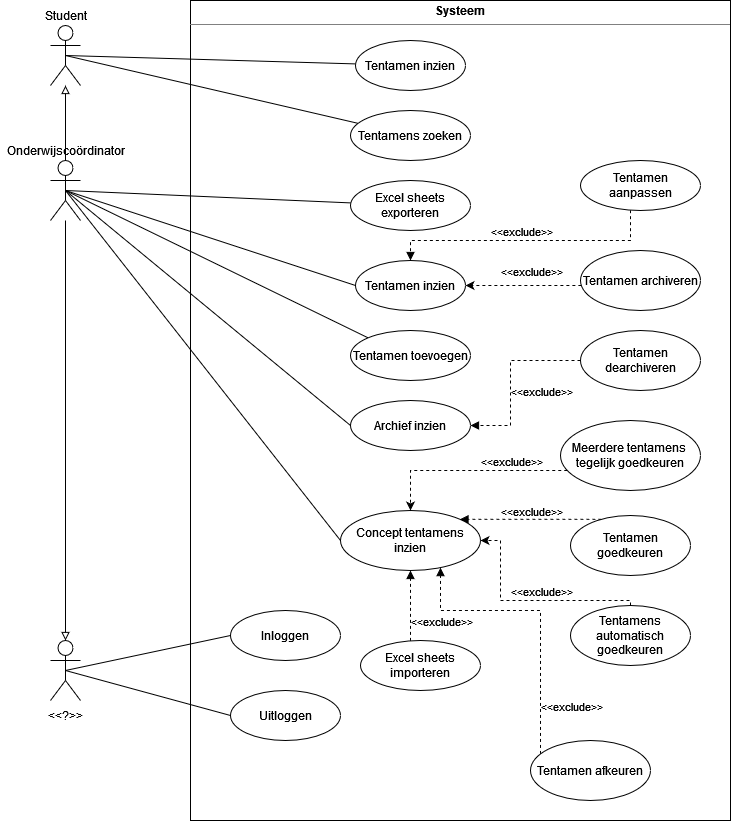 Student
Systeem
Tentamen inzien
Tentamens zoeken
Onderwijscoördinator
Excel sheets
exporteren
Tentamen
aanpassen
<<exclude>>
Tentamen inzien
<<exclude>>
Tentamen archiveren
Tentamen toevoegen
Tentamen
dearchiveren
<<exclude>>
Archief inzien
Meerdere tentamens
tegelijk goedkeuren
<<exclude>>
Concept tentamens
inzien
<<exclude>>
Tentamen
goedkeuren
<<exclude>>
Tentamens
automatisch
goedkeuren
<<exclude>>
Excel sheets
importeren
Inloggen
Uitloggen
<<?>>
<<exclude>>
Tentamen afkeuren